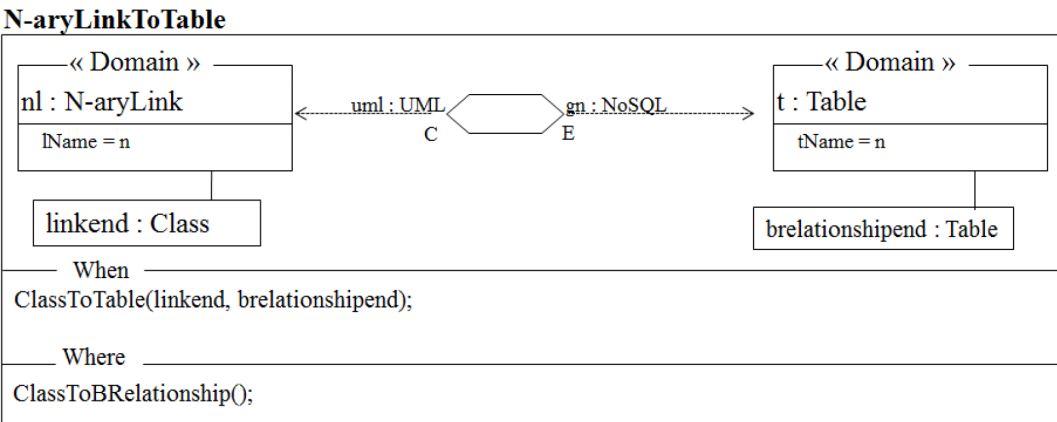 N-aryLinkToTable
« Domain »
« Domain »
nl : N-aryLink
uml : UML
gn : NoSQL
t : Table
lName = n
C
E
tName = n
linkend : Class
brelationshipend : Table
When
ClassToTable(linkend, brelationshipend);
Where
ClassToBRelationship();